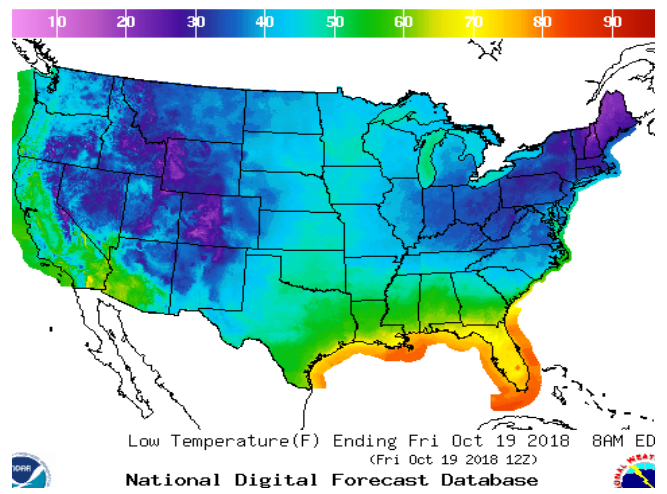 10 20 30 40 50 60 70 80 90
Low Temperature(F) Ending Fri Oct 19 2018 8AM ED
(Fri Oct 19 2018 12Z)
National Digital Forecast Database